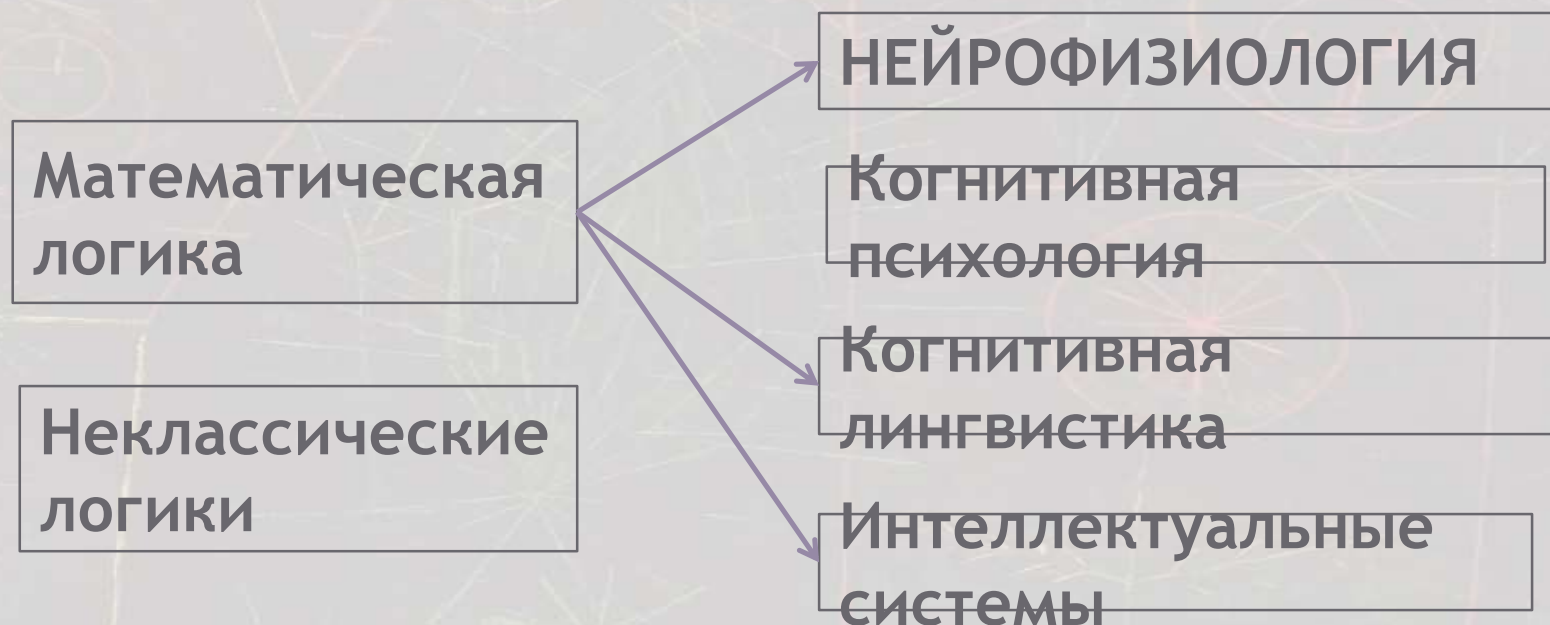 Математическая
логика
Неклассические
логики
НЕЙРОФИЗИОЛОГИЯ
Когнитивная
психология
Когнитивная
лингвистика
Интеллектуальные
системы